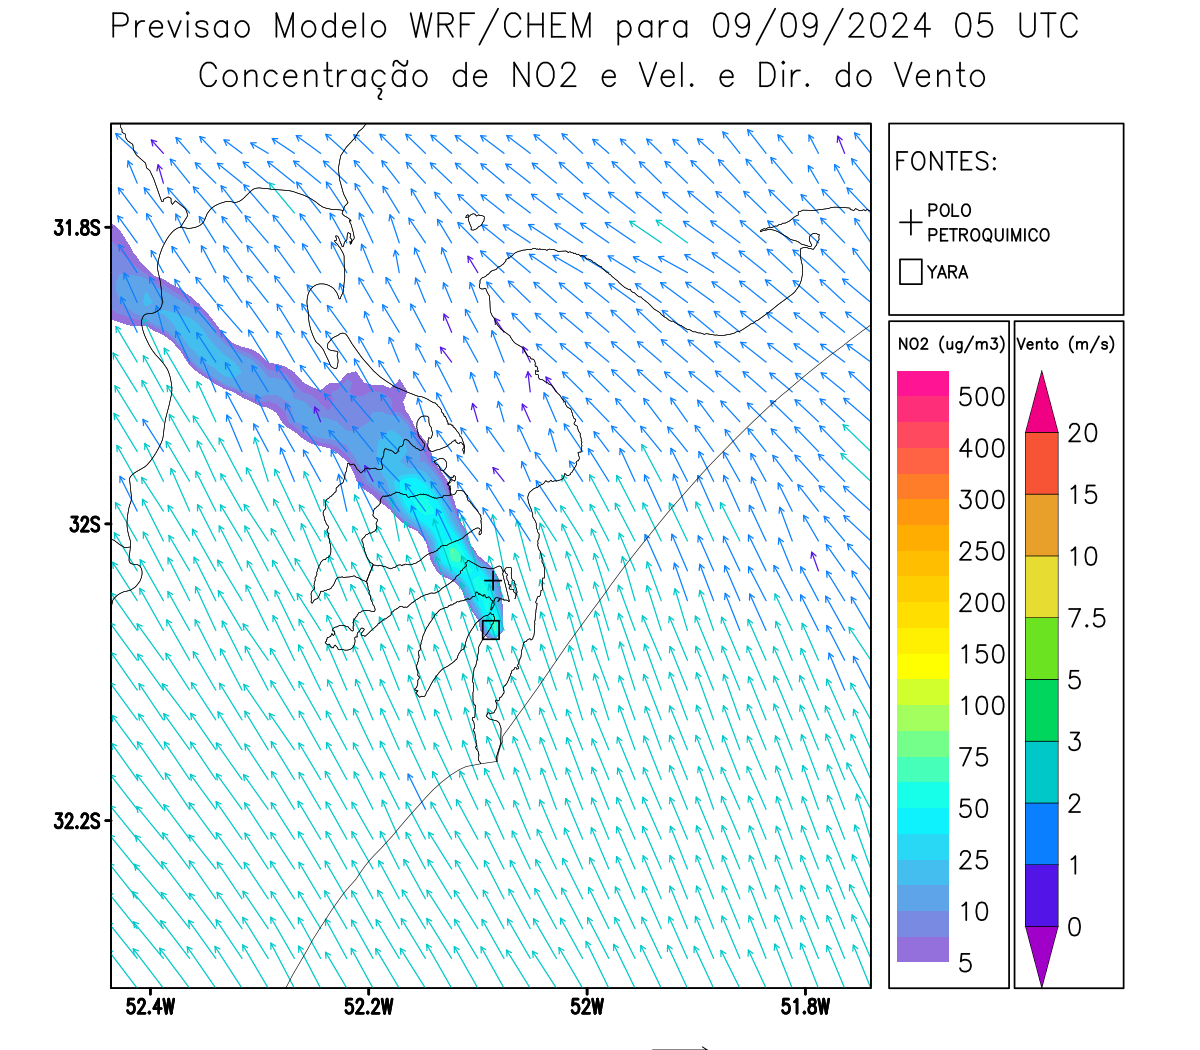 Previsao Modelo WRF/CHEM para 09/09/2024 05 UTC
Concentração de NO2 e Vel. e Dir. do Vento
FONTES:
POLO
PETROQUIMICO
YARA
NO2 (ug/m3)
500
400
300
250
200
150
100
75
50
25
10
5
Vento (m/s)
20
15
10
7.5
5
3
2
1
0
31.8S
32S
32.2S
52.4W
52.2W
52W
51.8W